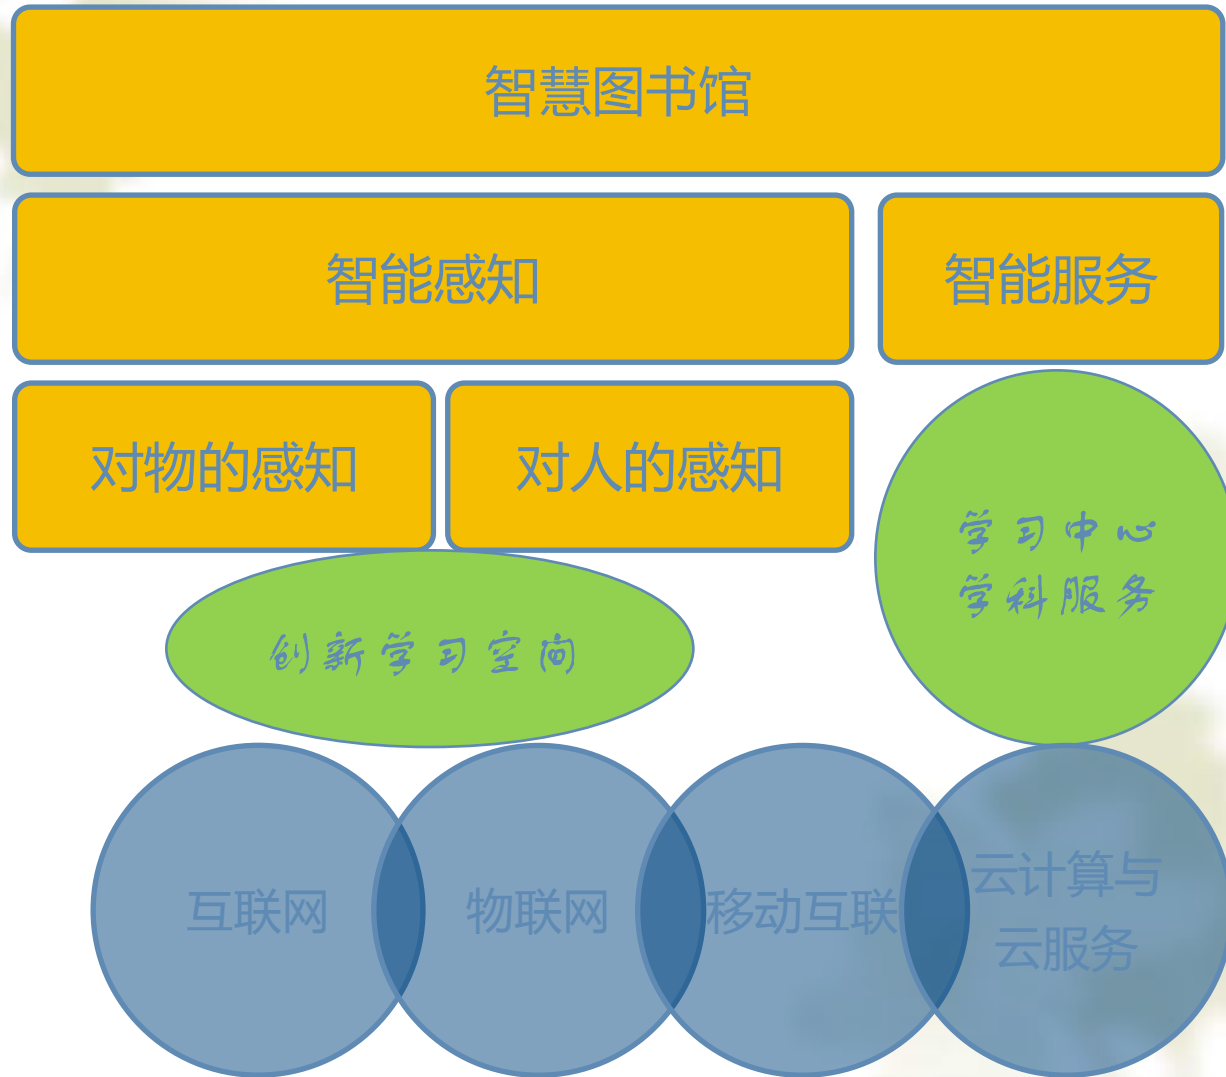 智慧图书馆
智能感知
智能服务
对物的感知
对人的感知
学习中心
学科服务
创新学习空间
互联网
物联网
移动互联
云计算与
云服务